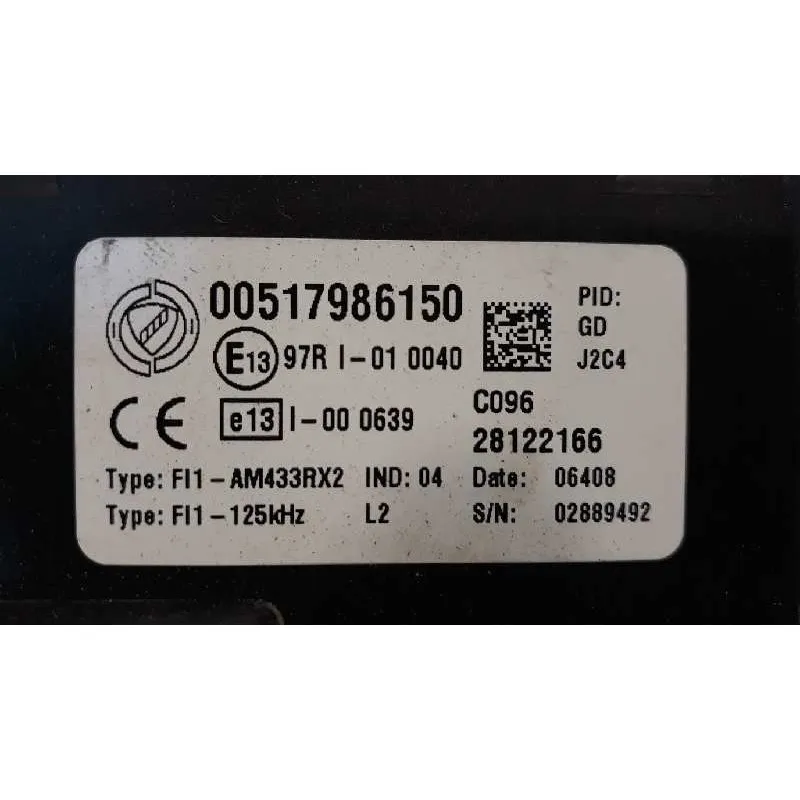 00517986150
PID:
GD
J2C4
E13 97R I-01 0040
CE e13 I-00 0639
C096
28122166
Type: FI1-AM433RX2 IND: 04 Date: 06408
Type: FI1-125kHz L2 S/N: 02889492